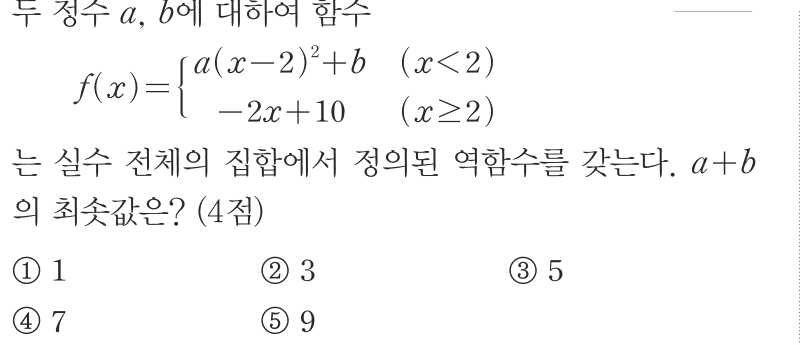 두 정수 a, b에 대하여 함수
f(x)={a(x−2)²+b (x<2)
−2x+10 (x≥2)
는 실수 전체의 집합에서 정의된 역함수를 갖는다. a+b
의 최솟값은? (4점)
① 1 ② 3 ③ 5
④ 7 ⑤ 9